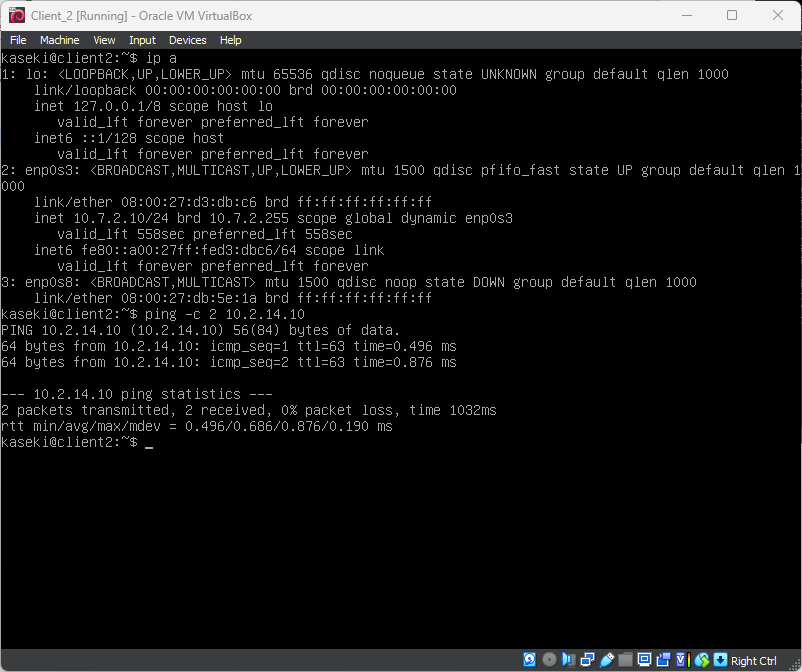 Client_2 [Running] - Oracle VM VirtualBox
File Machine View Input Devices Help
kaseki@client2:~$ ip a
1: lo: <LOOPBACK,UP,LOWER_UP> mtu 65536 qdisc noqueue state UNKNOWN group default qlen 1000
    link/loopback 00:00:00:00:00:00 brd 00:00:00:00:00:00
    inet 127.0.0.1/8 scope host lo
       valid_lft forever preferred_lft forever
    inet6 ::1/128 scope host
       valid_lft forever preferred_lft forever
2: enp0s3: <BROADCAST,MULTICAST,UP,LOWER_UP> mtu 1500 qdisc pfifo_fast state UP group default qlen 1
000
    link/ether 08:00:27:d3:db:c6 brd ff:ff:ff:ff:ff:ff
    inet 10.7.2.10/24 brd 10.7.2.255 scope global dynamic enp0s3
       valid_lft 558sec preferred_lft 558sec
    inet6 fe80::a00:27ff:fed3:dbc6/64 scope link
       valid_lft forever preferred_lft forever
3: enp0s8: <BROADCAST,MULTICAST> mtu 1500 qdisc noop state DOWN group default qlen 1000
    link/ether 08:00:27:db:5e:1a brd ff:ff:ff:ff:ff:ff
kaseki@client2:~$ ping -c 2 10.2.14.10
PING 10.2.14.10 (10.2.14.10) 56(84) bytes of data.
64 bytes from 10.2.14.10: icmp_seq=1 ttl=63 time=0.496 ms
64 bytes from 10.2.14.10: icmp_seq=2 ttl=63 time=0.876 ms

--- 10.2.14.10 ping statistics ---
2 packets transmitted, 2 received, 0% packet loss, time 1032ms
rtt min/avg/max/mdev = 0.496/0.686/0.876/0.190 ms
kaseki@client2:~$ _
Right Ctrl